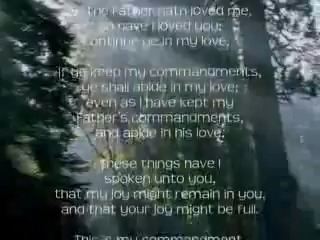 the Father hath loved me,
so have I loved you;
continue ye in my love,
If ye keep my commandments,
ye shall abide in my love;
even as I have kept my
Father's commandments,
and abide in his love;
These things have I
spoken unto you,
that my joy might remain in you,
and that your joy might be full.
This is my commandment